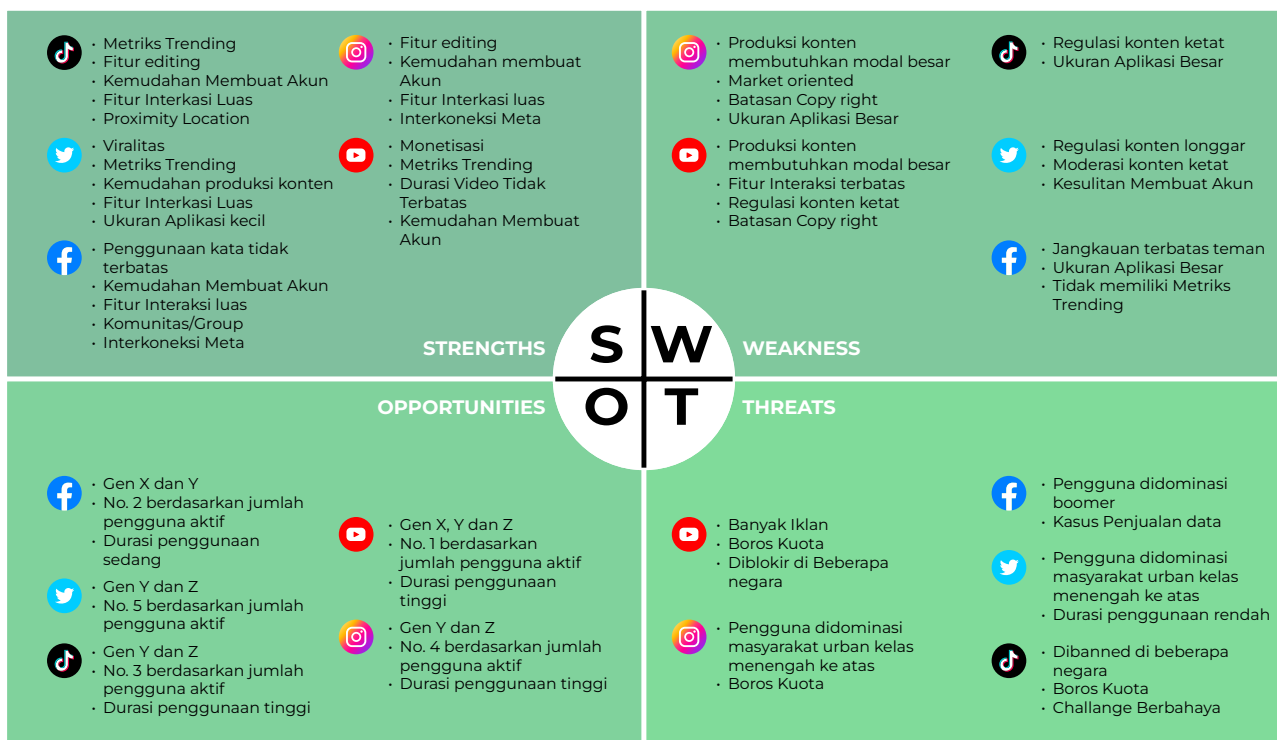 • Metriks Trending
• Fitur editing
• Kemudahan Membuat Akun
• Fitur Interkasi Luas
• Proximity Location
• Viralitas
• Metriks Trending
• Kemudahan produksi konten
• Fitur Interkasi Luas
• Ukuran Aplikasi kecil
• Penggunaan kata tidak
terbatas
• Kemudahan Membuat Akun
• Fitur Interaksi luas
• Komunitas/Group
• Interkoneksi Meta
• Fitur editing
• Kemudahan membuat
Akun
• Fitur Interkasi luas
• Interkoneksi Meta
• Monetisasi
• Metriks Trending
• Durasi Video Tidak
Terbatas
• Kemudahan Membuat
Akun
STRENGTHS
• Produksi konten
membutuhkan modal besar
• Market oriented
• Batasan Copy right
• Ukuran Aplikasi Besar
• Produksi konten
membutuhkan modal besar
• Fitur Interaksi terbatas
• Regulasi konten ketat
• Batasan Copy right
• Regulasi konten ketat
• Ukuran Aplikasi Besar
• Regulasi konten longgar
• Moderasi konten ketat
• Kesulitan Membuat Akun
• Jangkauan terbatas teman
• Ukuran Aplikasi Besar
• Tidak memiliki Metriks
Trending
WEAKNESS
S W
O T
OPPORTUNITIES
• Gen X dan Y
• No. 2 berdasarkan jumlah
pengguna aktif
• Durasi penggunaan
sedang
• Gen Y dan Z
• No. 5 berdasarkan jumlah
pengguna aktif
• Gen Y dan Z
• No. 3 berdasarkan jumlah
pengguna aktif
• Durasi penggunaan tinggi
• Gen X, Y dan Z
• No. 1 berdasarkan
jumlah pengguna aktif
• Durasi penggunaan
tinggi
• Gen Y dan Z
• No. 4 berdasarkan jumlah
pengguna aktif
• Durasi penggunaan tinggi
THREATS
• Banyak Iklan
• Boros Kuota
• Diblokir di Beberapa
negara
• Pengguna didominasi
masyarakat urban kelas
menengah ke atas
• Boros Kuota
• Pengguna didominasi
boomer
• Kasus Penjualan data
• Pengguna didominasi
masyarakat urban kelas
menengah ke atas
• Durasi penggunaan rendah
• Dibanned di beberapa
negara
• Boros Kuota
• Challange Berbahaya